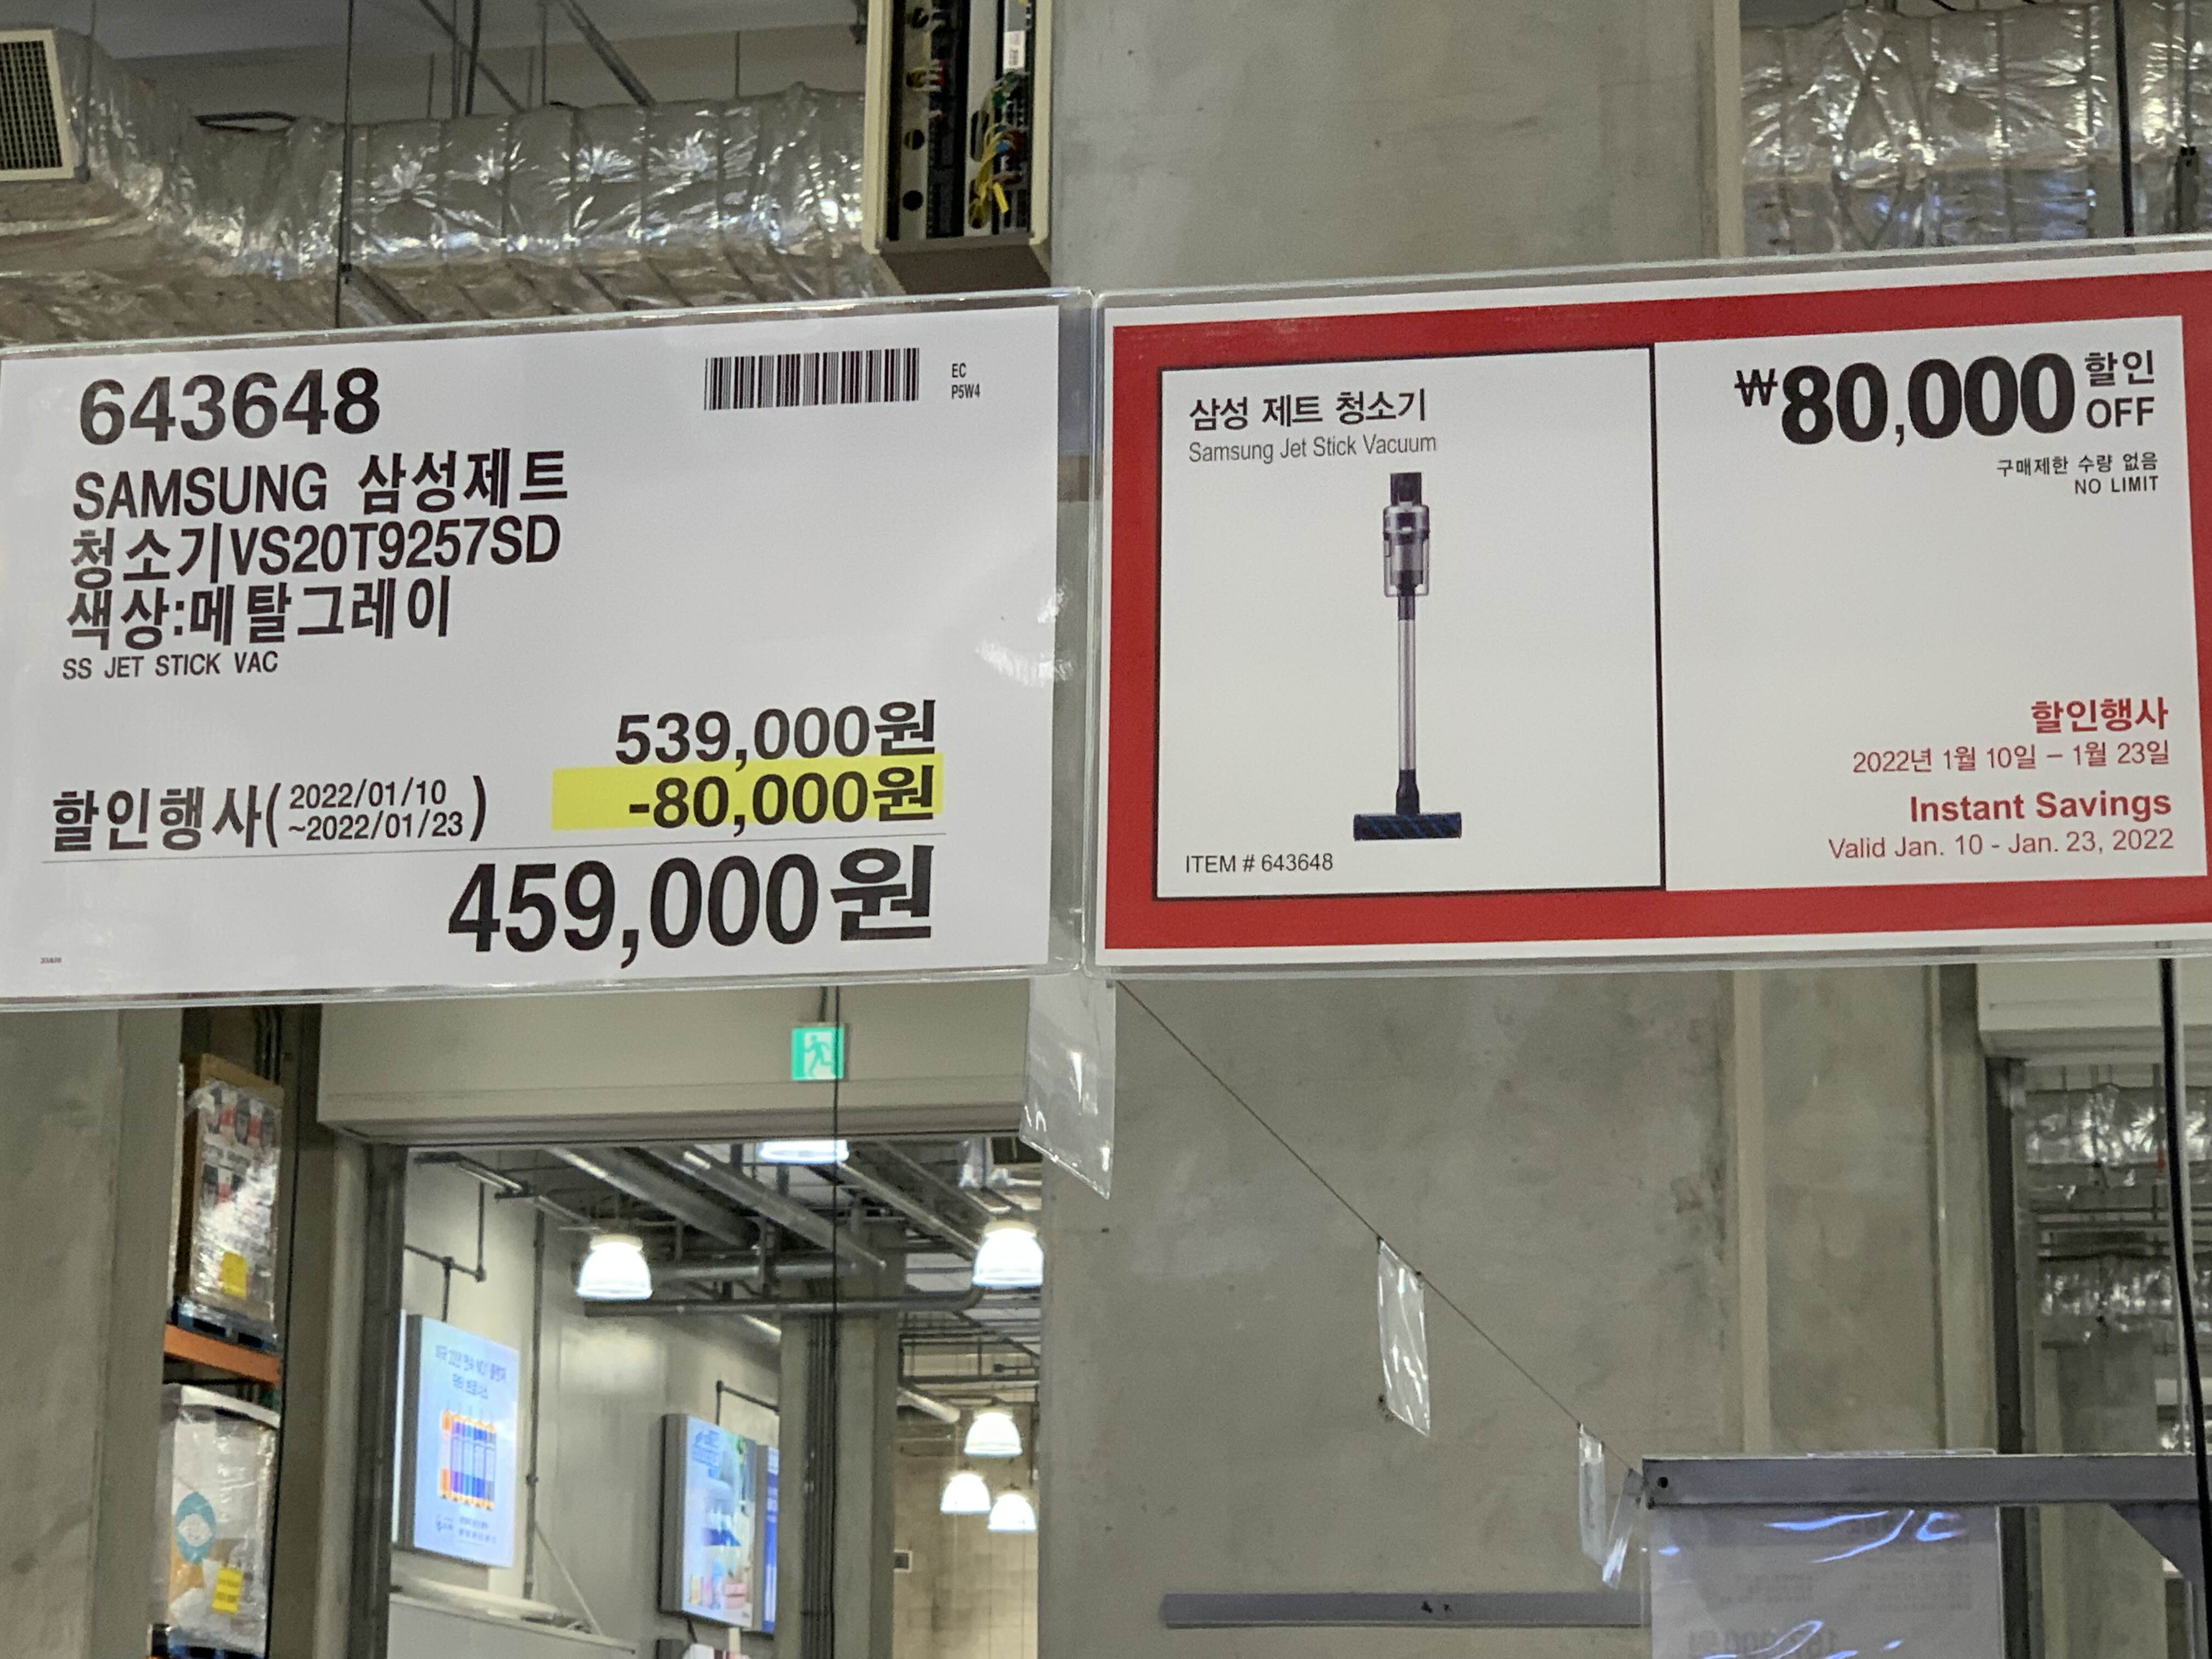 643648
EC
P5W4
SAMSUNG 삼성제트
청소기VS20T9257SD
색상:메탈그레이
SS JET STICK VAC
539,000원
할인행사(2022/01/10 ~2022/01/23) -80,000원
459,000원
삼성 제트 청소기
Samsung Jet Stick Vacuum
ITEM # 643648
₩80,000 할인 OFF
구매제한 수량 없음
NO LIMIT
할인행사
2022년 1월 10일 – 1월 23일
Instant Savings
Valid Jan. 10 - Jan. 23, 2022